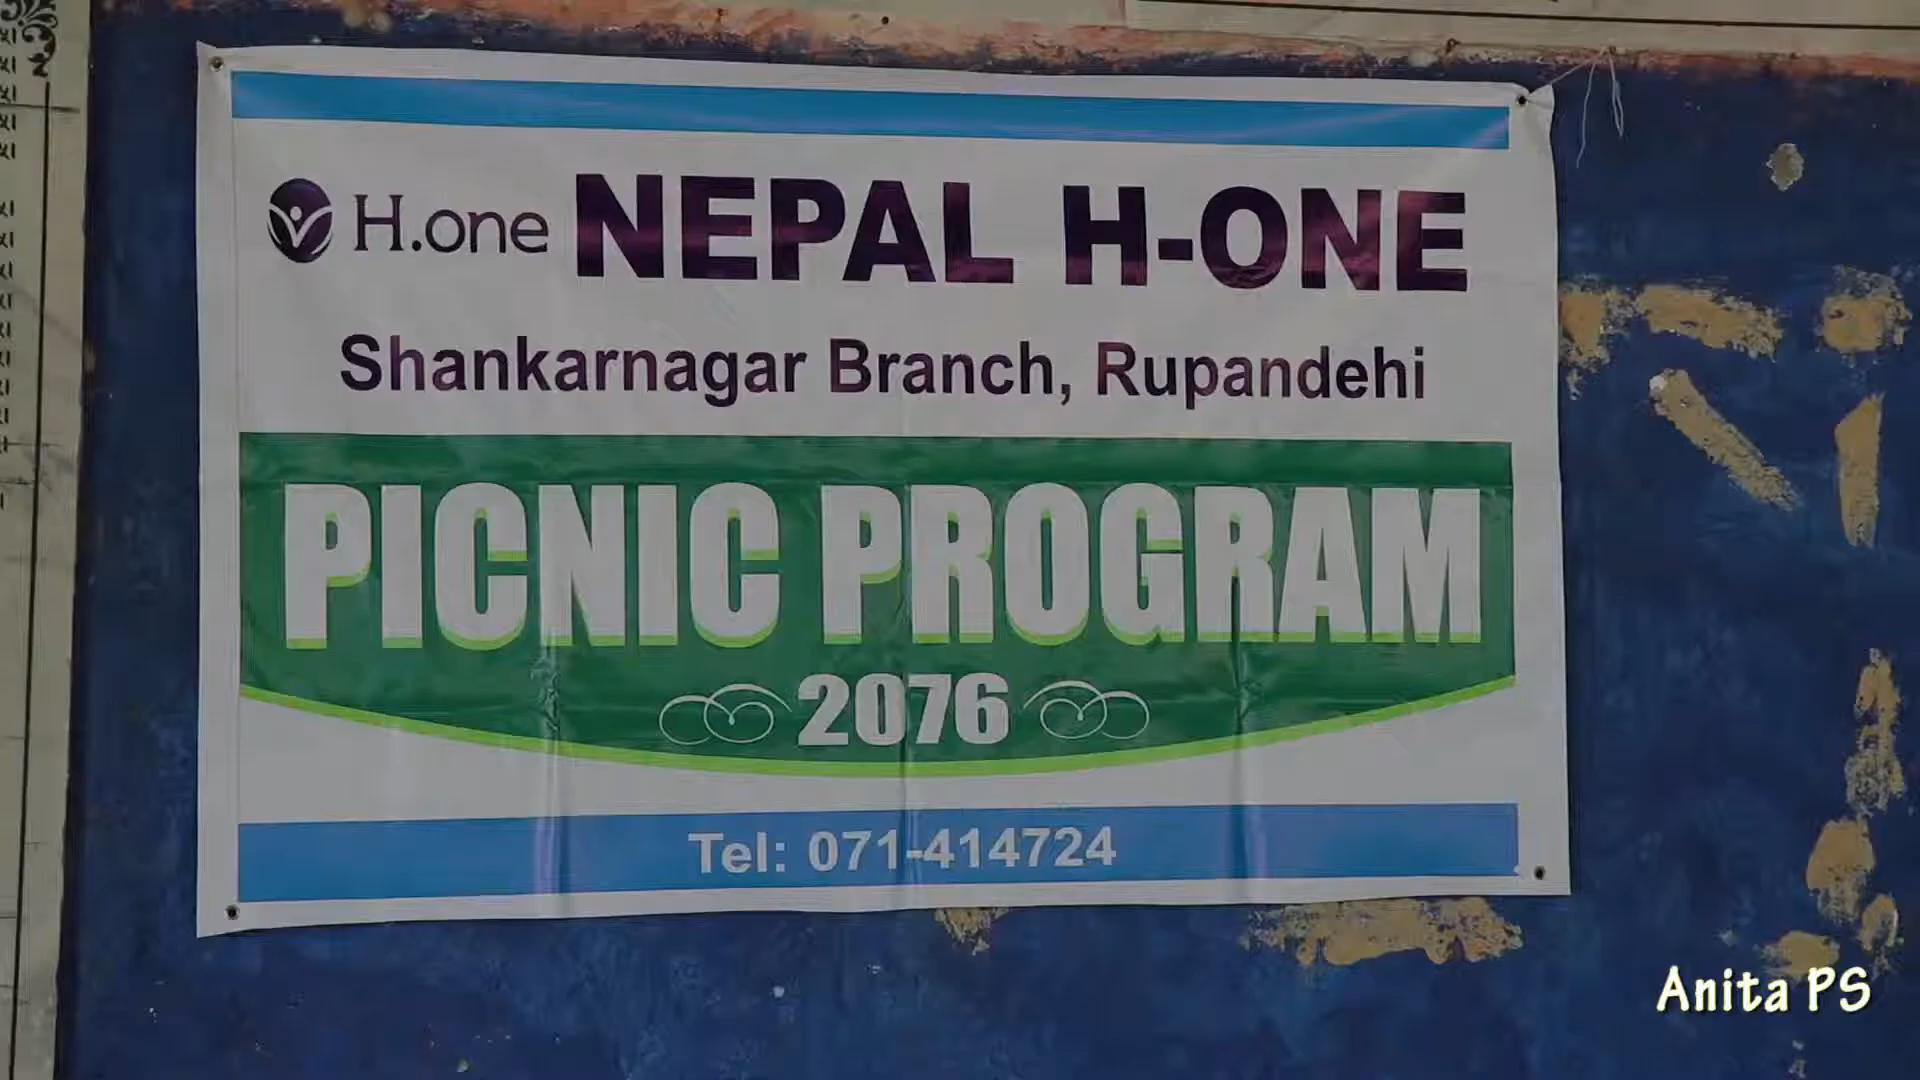 H.one NEPAL H-ONE
Shankarnagar Branch, Rupandehi
PICNIC PROGRAM
2076
Tel: 071-414724
Anita PS